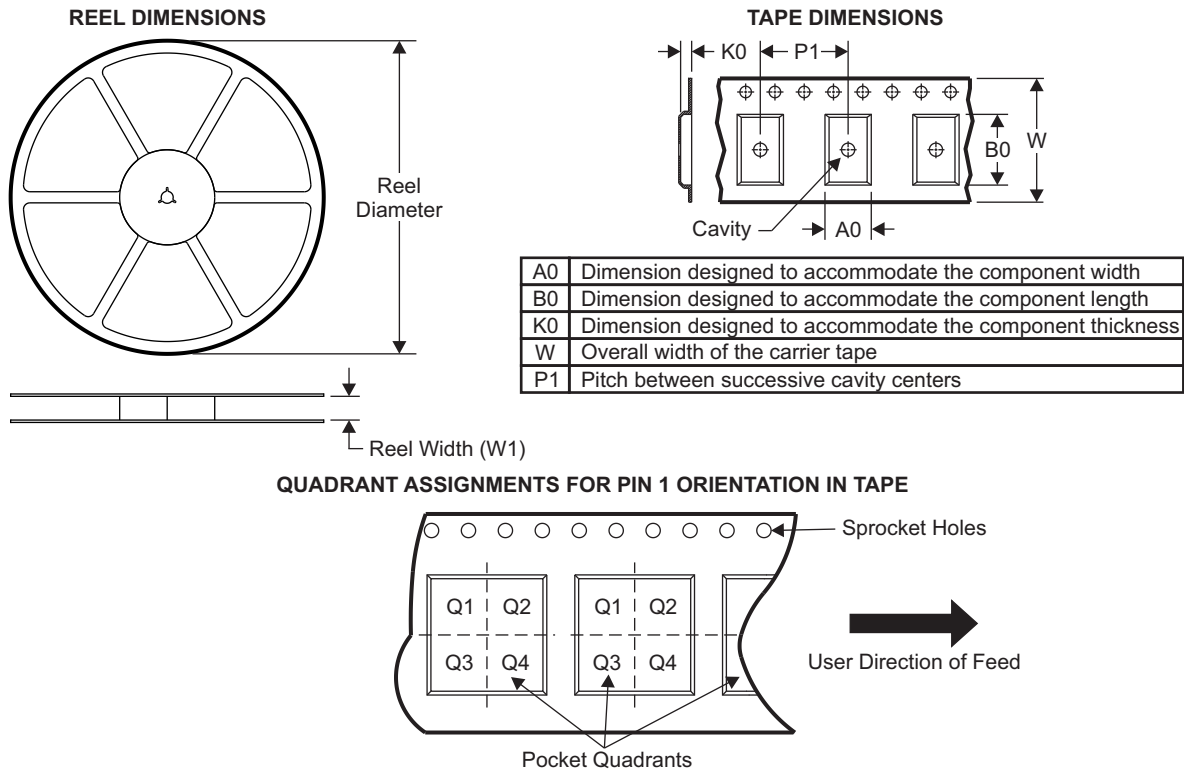 REEL DIMENSIONS
Reel
Diameter
Reel Width (W1)
TAPE DIMENSIONS
K0
P1
B0
W
Cavity
A0
A0 Dimension designed to accommodate the component width
B0 Dimension designed to accommodate the component length
K0 Dimension designed to accommodate the component thickness
W Overall width of the carrier tape
P1 Pitch between successive cavity centers
QUADRANT ASSIGNMENTS FOR PIN 1 ORIENTATION IN TAPE
Sprocket Holes
Q1 Q2 Q1 Q2
Q3 Q4 Q3 Q4
User Direction of Feed
Pocket Quadrants